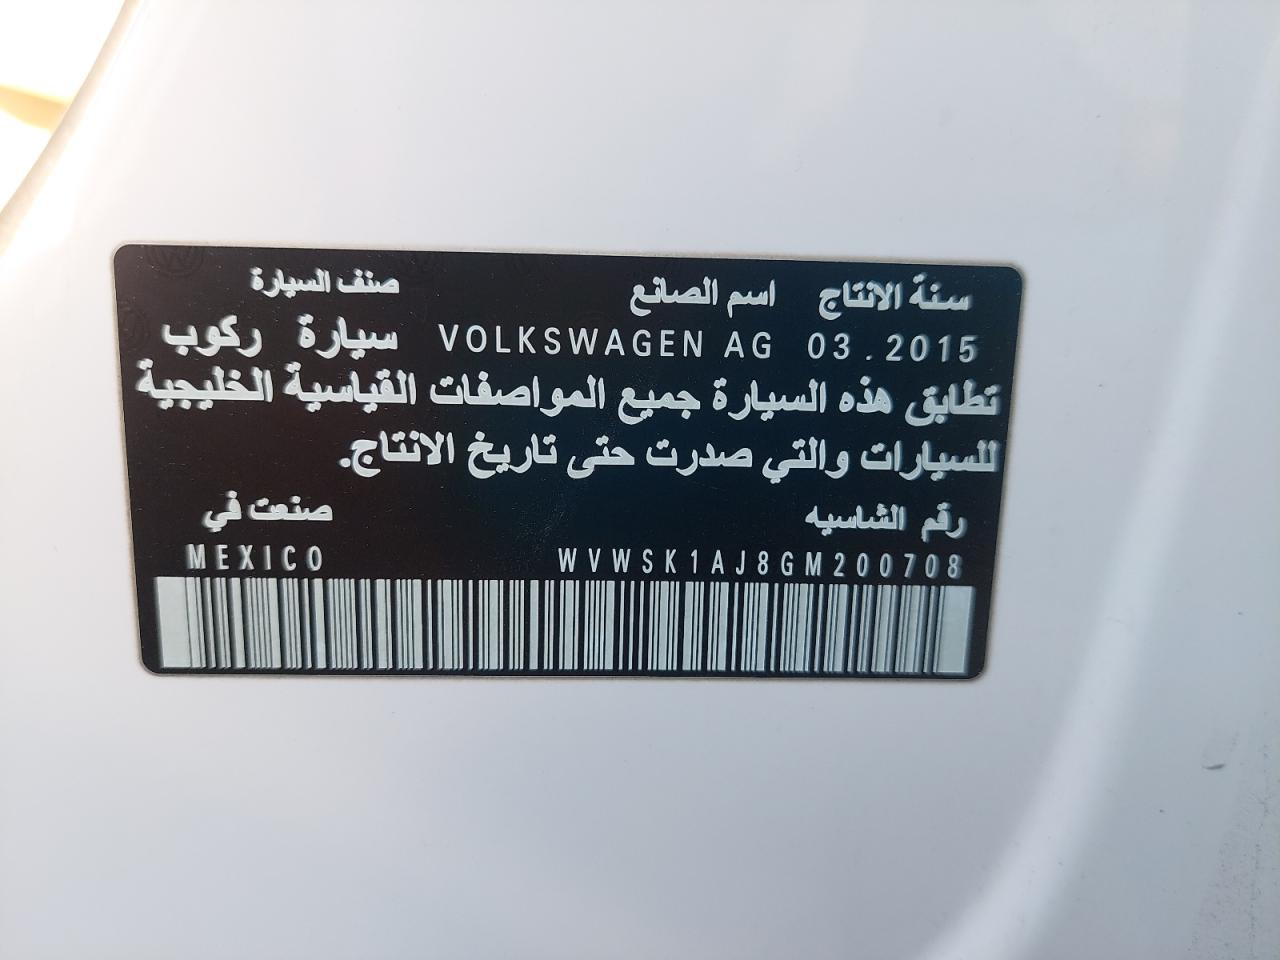 سنة الانتاج اسم الصانع صنف السيارة
03.2015 VOLKSWAGEN AG سيارة ركوب
تطابق هذه السيارة جميع المواصفات القياسية الخليجية
للسيارات والتي صدرت حتى تاريخ الانتاج.
رقم الشاسيه صنعت في
WVWSK1AJ8GM200708 MEXICO